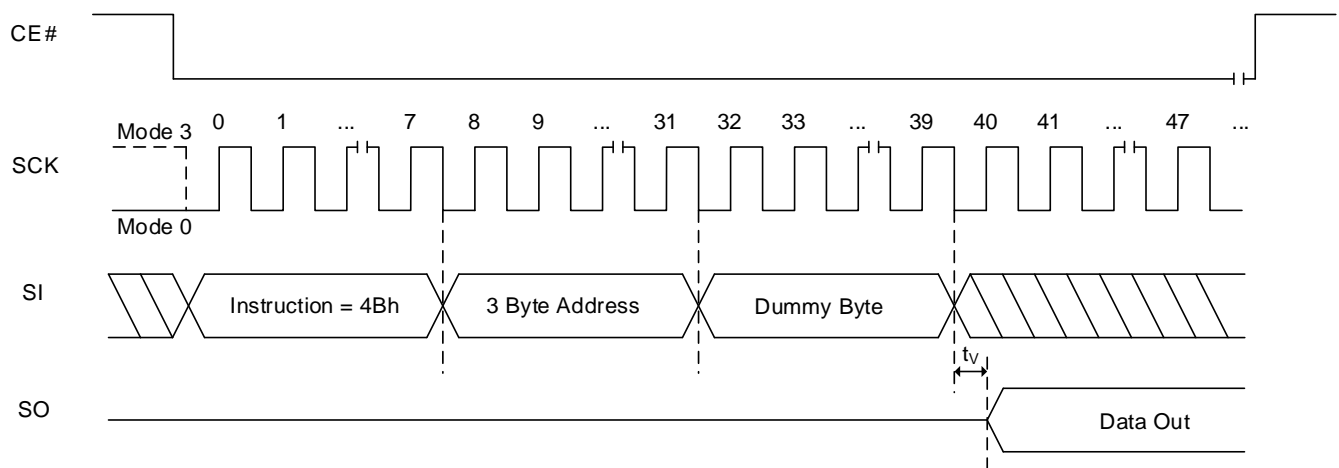 CE#
Mode 3 0 1 ... 7 8 9 ... 31 32 33 ... 39 40 41 ... 47 ...
SCK
Mode 0
SI Instruction = 4Bh 3 Byte Address Dummy Byte
tV
SO Data Out